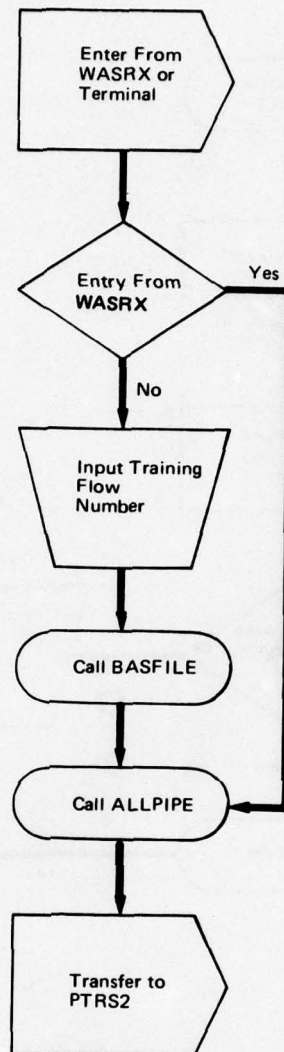 Enter From
WASRX or
Terminal
Entry From
WASRX
Yes
No
Input Training
Flow
Number
Call BASFILE
Call ALLPIPE
Transfer to
PTRS2